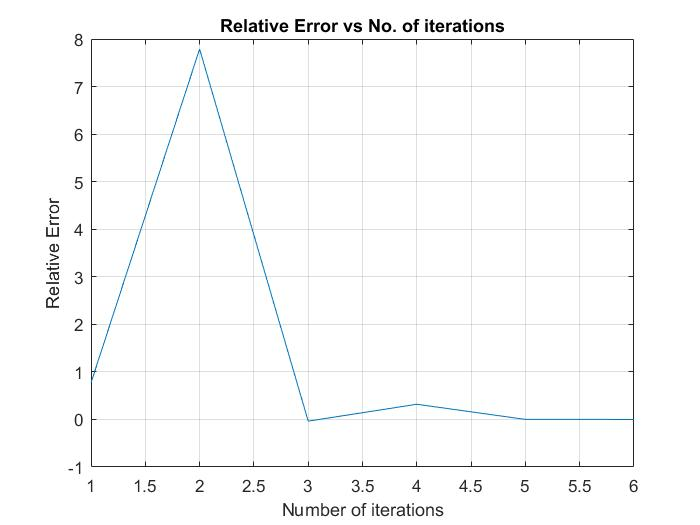 Relative Error vs No. of iterations
8
7
6
5
4
3
2
1
0
-1
Relative Error
1 1.5 2 2.5 3 3.5 4 4.5 5 5.5 6
Number of iterations